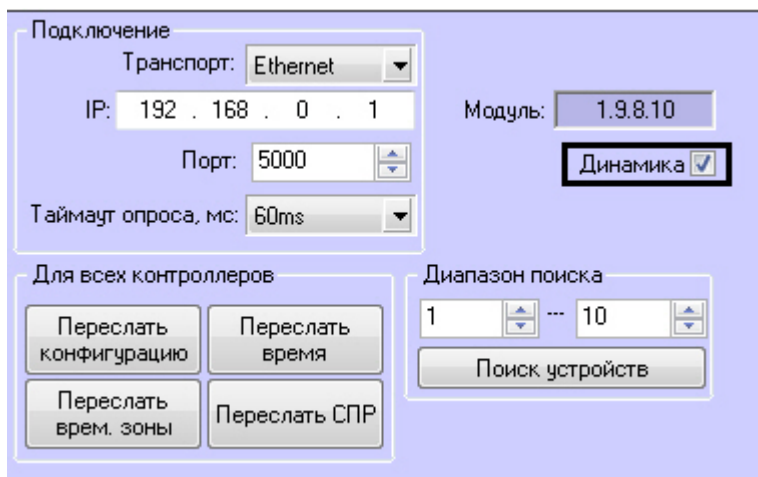 Подключение
Транспорт: Ethernet
IP: 192 . 168 . 0 . 1
Модуль: 1.9.8.10
Порт: 5000
Динамика
Таймаут опроса, мс: 60ms
Для всех контроллеров
Диапазон поиска
Переслать конфигурацию
Переслать время
1 --- 10
Поиск устройств
Переслать врем. зоны
Переслать СПР